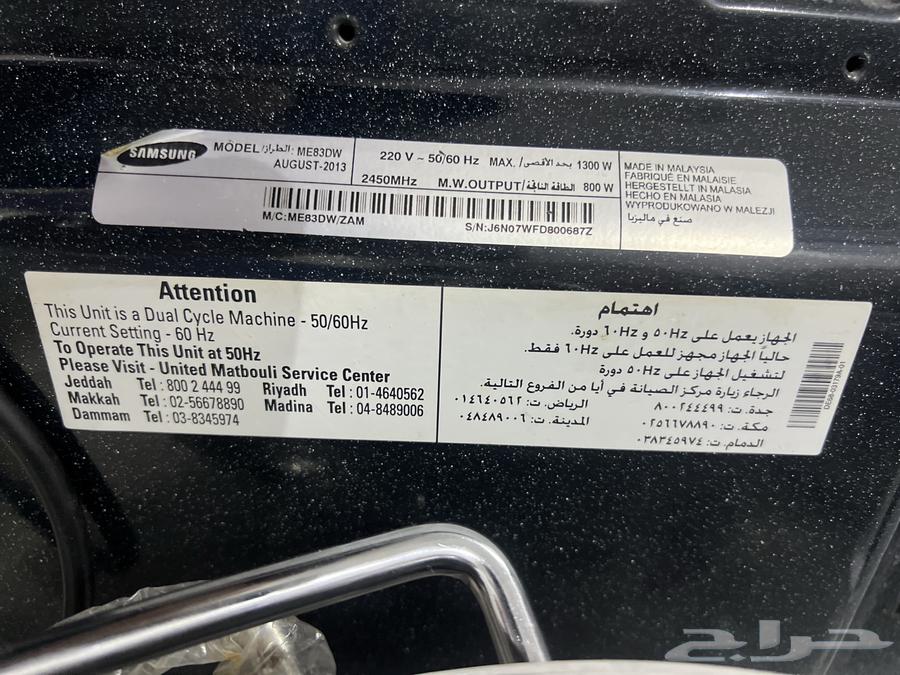 SAMSUNG
MODEL/الطراز: ME83DW
AUGUST-2013
220 V ~ 50/60 Hz MAX. /بحد الأقصى 1300 W
2450MHz M.W.OUTPUT/الطاقة الناتجة 800 W
M/C:ME83DW/ZAM
S/N:J6N07WFD800687Z
MADE IN MALAYSIA
FABRIQUÉ EN MALAISIE
HERGESTELLT IN MALASIA
HECHO EN MALASIA
WYPRODUKOWANO W MALEZJI
صنع في ماليزيا
Attention
This Unit is a Dual Cycle Machine - 50/60Hz
Current Setting - 60 Hz
To Operate This Unit at 50Hz
Please Visit - United Matbouli Service Center
Jeddah Tel : 800 2 444 99 Riyadh Tel : 01-4640562
Makkah Tel : 02-56678890 Madina Tel : 04-8489006
Dammam Tel : 03-8345974
اهتمام
الجهاز يعمل على ٥٠Hz و ٦٠Hz دورة.
حالياً الجهاز مجهز للعمل على ٦٠Hz فقط.
لتشغيل الجهاز على ٥٠Hz دورة
الرجاء زيارة مركز الصيانة في أيا من الفروع التالية.
جدة. ت: ٨٠٠٢٤٤٤٩٩ الرياض. ت: ٠١٤٦٤٠٥٦٢
مكة. ت: ٠٢٥٦٦٧٨٨٩٠ المدينة. ت: ٠٤٨٤٨٩٠٠٦
الدمام. ت: ٠٣٨٣٤٥٩٧٤
حراج